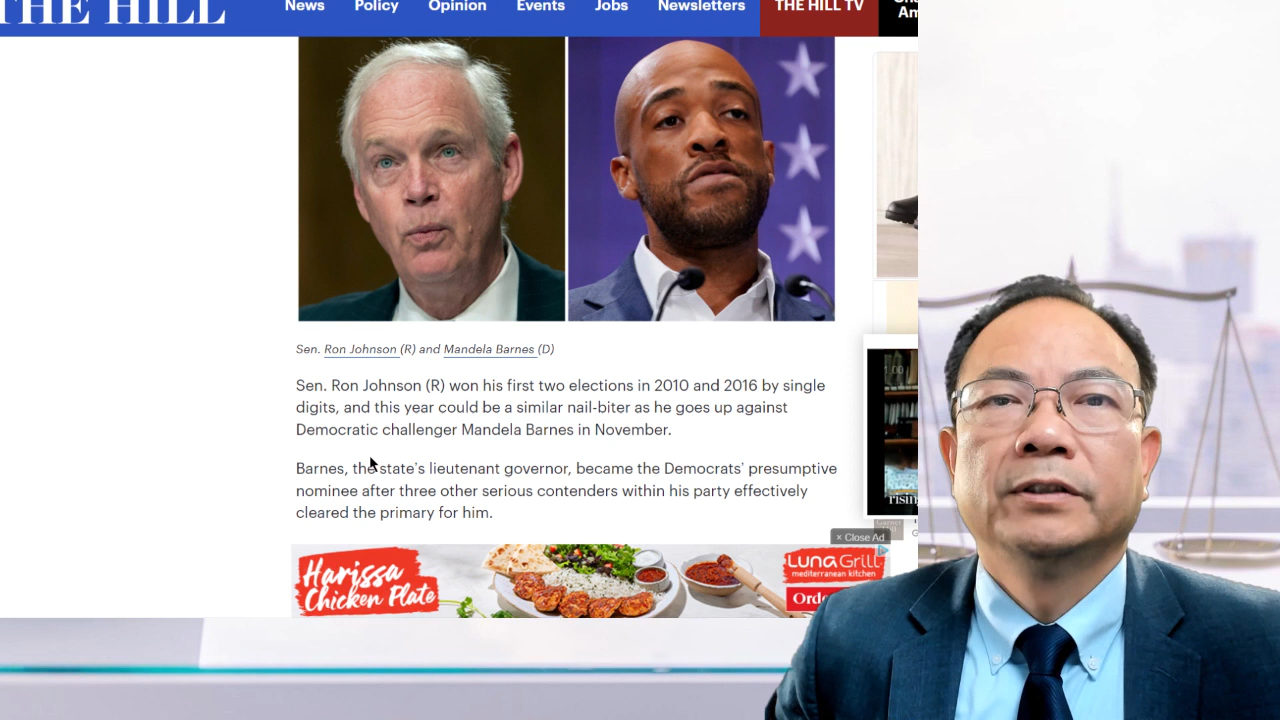 THE HILL
News Policy Opinion Events Jobs Newsletters THE HILL TV
Sen. Ron Johnson (R) and Mandela Barnes (D)
Sen. Ron Johnson (R) won his first two elections in 2010 and 2016 by single
digits, and this year could be a similar nail-biter as he goes up against
Democratic challenger Mandela Barnes in November.
Barnes, the state's lieutenant governor, became the Democrats' presumptive
nominee after three other serious contenders within his party effectively
cleared the primary for him.
× Close Ad
Harissa
Chicken Plate
LUNA GRILL
mediterranean kitchen